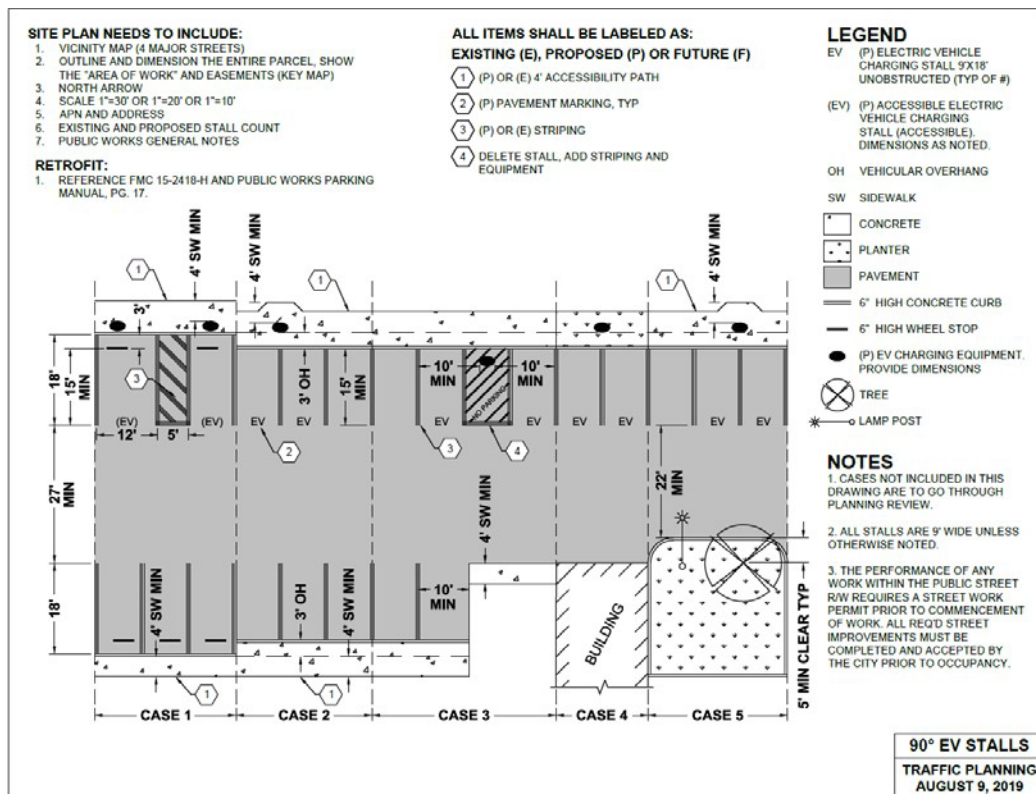 SITE PLAN NEEDS TO INCLUDE:
1. VICINITY MAP (4 MAJOR STREETS)
2. OUTLINE AND DIMENSION THE ENTIRE PARCEL, SHOW
THE "AREA OF WORK" AND EASEMENTS (KEY MAP)
3. NORTH ARROW
4. SCALE 1"=30' OR 1"=20' OR 1"=10'
5. APN AND ADDRESS
6. EXISTING AND PROPOSED STALL COUNT
7. PUBLIC WORKS GENERAL NOTES
RETROFIT:
1. REFERENCE FMC 15-2418-H AND PUBLIC WORKS PARKING
MANUAL, PG. 17.
ALL ITEMS SHALL BE LABELED AS:
EXISTING (E), PROPOSED (P) OR FUTURE (F)
1 (P) OR (E) 4' ACCESSIBILITY PATH
2 (P) PAVEMENT MARKING, TYP
3 (P) OR (E) STRIPING
4 DELETE STALL, ADD STRIPING AND
EQUIPMENT
LEGEND
EV (P) ELECTRIC VEHICLE
CHARGING STALL 9'X18'
UNOBSTRUCTED (TYP OF #)
(EV) (P) ACCESSIBLE ELECTRIC
VEHICLE CHARGING
STALL (ACCESSIBLE).
DIMENSIONS AS NOTED.
OH VEHICULAR OVERHANG
SW SIDEWALK
CONCRETE
PLANTER
PAVEMENT
6" HIGH CONCRETE CURB
6" HIGH WHEEL STOP
(P) EV CHARGING EQUIPMENT.
PROVIDE DIMENSIONS
TREE
LAMP POST
NOTES
1. CASES NOT INCLUDED IN THIS
DRAWING ARE TO GO THROUGH
PLANNING REVIEW.
2. ALL STALLS ARE 9' WIDE UNLESS
OTHERWISE NOTED.
3. THE PERFORMANCE OF ANY
WORK WITHIN THE PUBLIC STREET
R/W REQUIRES A STREET WORK
PERMIT PRIOR TO COMMENCEMENT
OF WORK. ALL REQ'D STREET
IMPROVEMENTS MUST BE
COMPLETED AND ACCEPTED BY
THE CITY PRIOR TO OCCUPANCY.
1
4' SW MIN
4' SW MIN
1
1
4' SW MIN
1
3'
18'
15'
MIN
3
(EV)
(EV)
12'
5'
EV
EV
2
3' OH
15'
MIN
10'
MIN
10'
MIN
NO PARKING
EV
EV
3
4
EV
EV
EV
EV
EV
27'
MIN
22'
MIN
4' SW MIN
18'
4' SW MIN
3' OH
4' SW MIN
10'
MIN
BUILDING
5' MIN CLEAR TYP
1
1
CASE 1
CASE 2
CASE 3
CASE 4
CASE 5
90° EV STALLS
TRAFFIC PLANNING
AUGUST 9, 2019